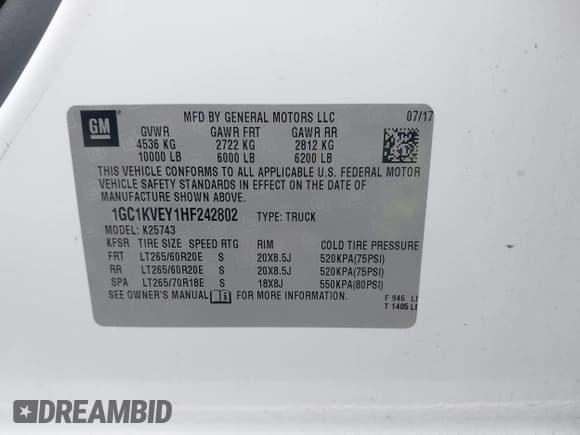 GM
MFD BY GENERAL MOTORS LLC 07/17
GVWR GAWR FRT GAWR RR
4536 KG 2722 KG 2812 KG
10000 LB 6000 LB 6200 LB
THIS VEHICLE CONFORMS TO ALL APPLICABLE U.S. FEDERAL MOTOR
VEHICLE SAFETY STANDARDS IN EFFECT ON THE DATE OF
MANUFACTURE SHOWN ABOVE.
1GC1KVEY1HF242802 TYPE: TRUCK
MODEL: K25743
KFSR TIRE SIZE SPEED RTG RIM COLD TIRE PRESSURE
FRT LT265/60R20E S 20X8.5J 520KPA(75PSI)
RR LT265/60R20E S 20X8.5J 520KPA(75PSI)
SPA LT265/70R18E S 18X8J 550KPA(80PSI)
SEE OWNER'S MANUAL FOR MORE INFORMATION
F 946 LB
T 1405 LB
DREAMBID